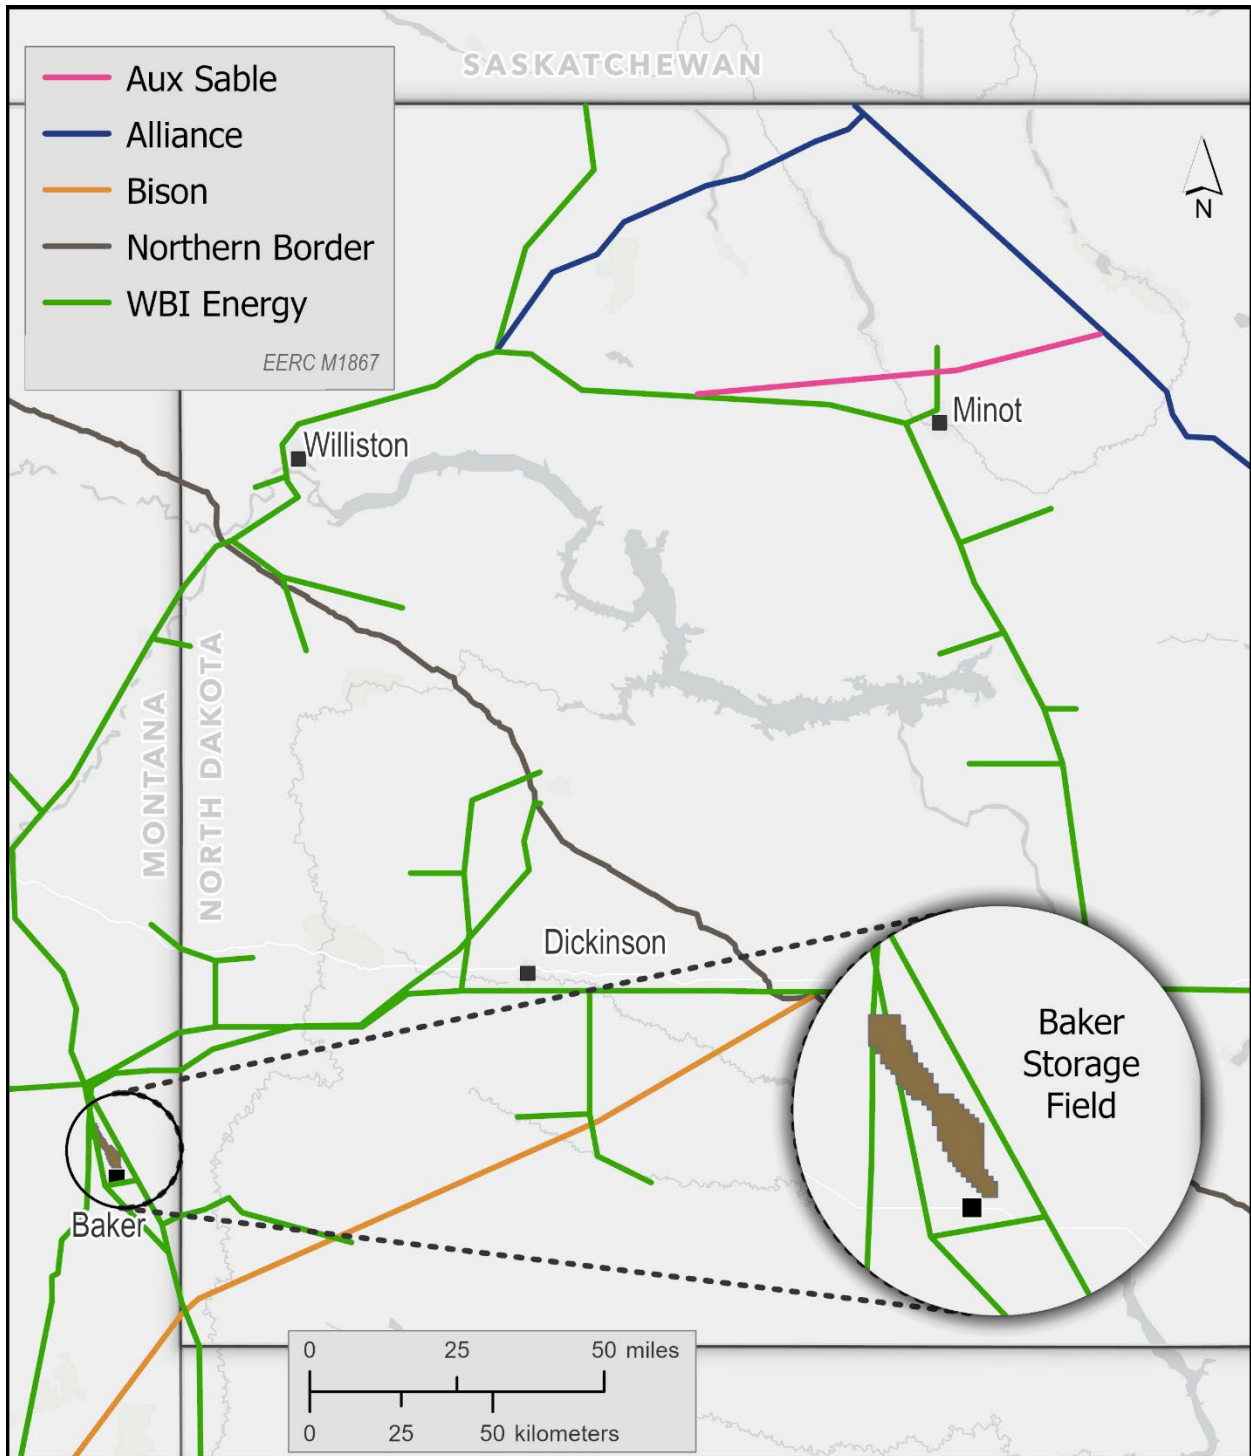 SASKATCHEWAN
Aux Sable
Alliance
Bison
Northern Border
WBI Energy
EERC M1867
N
Minot
Williston
MONTANA
NORTH DAKOTA
Dickinson
Baker
Storage
Field
Baker
0 25 50 miles
0 25 50 kilometers